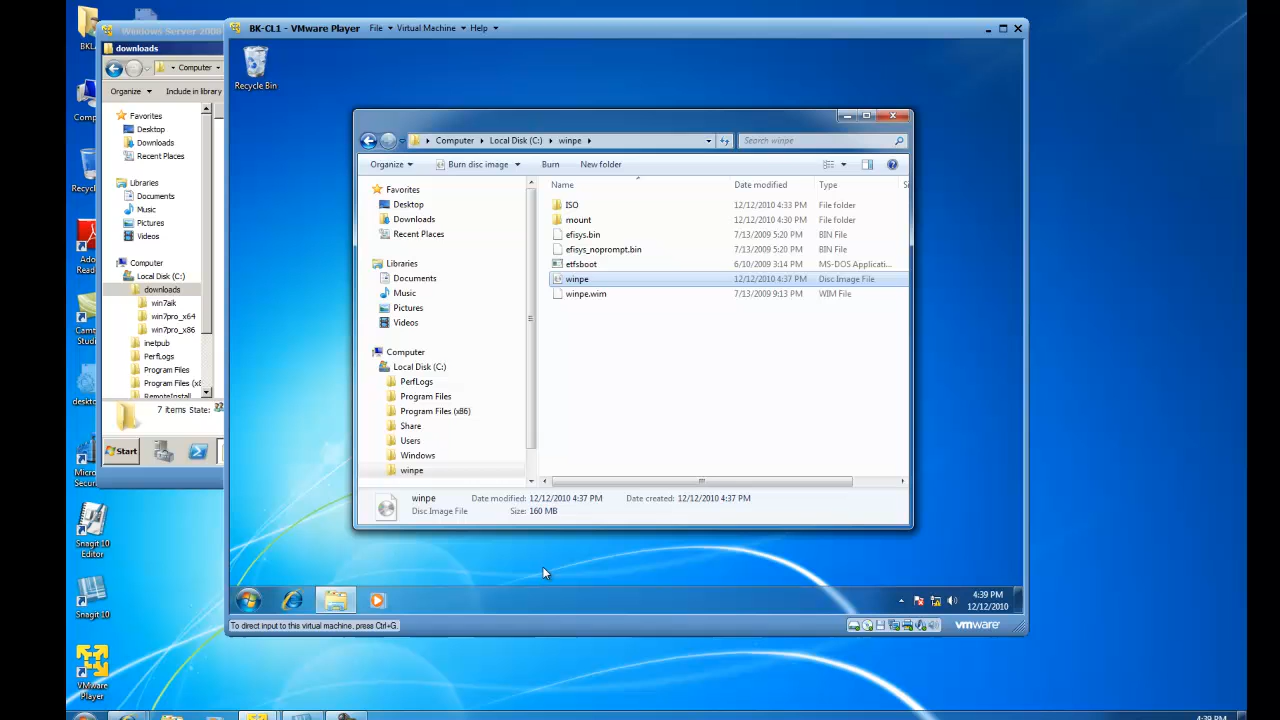 BK-CL1 - VMware Player File Virtual Machine Help
Windows Server 2008
downloads
Computer
Organize Include in library
Favorites
Desktop
Downloads
Recent Places
Libraries
Documents
Music
Pictures
Videos
Computer
Local Disk (C:)
downloads
win7aik
win7pro_x64
win7pro_x86
inetpub
PerfLogs
Program Files
Program Files (x8
RemoteInstall
7 items State:
Start
Recycle Bin
Computer Local Disk (C:) winpe Search winpe
Organize Burn disc image Burn New folder
Favorites
Desktop
Downloads
Recent Places
Libraries
Documents
Music
Pictures
Videos
Computer
Local Disk (C:)
PerfLogs
Program Files
Program Files (x86)
Share
Users
Windows
winpe
Name Date modified Type Si
ISO 12/12/2010 4:33 PM File folder
mount 12/12/2010 4:30 PM File folder
efisys.bin 7/13/2009 5:20 PM BIN File
efisys_noprompt.bin 7/13/2009 5:20 PM BIN File
etfsboot 6/10/2009 3:14 PM MS-DOS Applicati...
winpe 12/12/2010 4:37 PM Disc Image File
winpe.wim 7/13/2009 9:13 PM WIM File
winpe Date modified: 12/12/2010 4:37 PM Date created: 12/12/2010 4:37 PM
Disc Image File Size: 160 MB
4:39 PM
12/12/2010
To direct input to this virtual machine, press Ctrl+G.
vmware
BKL
Comp
Recyc
Ado
Read
Camt
Stud
deskto
Micro
Secur
Snagit 10
Editor
Snagit 10
VMware
Player
4:39 PM